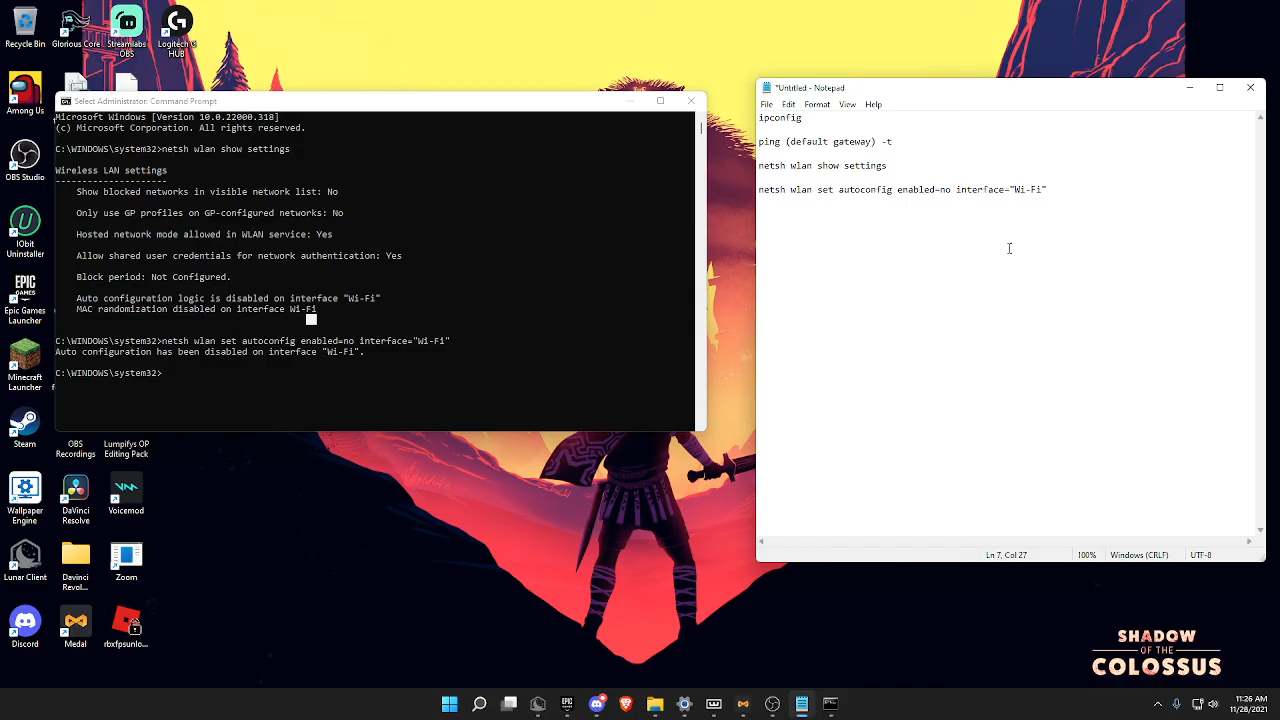 Recycle Bin
Glorious Core
Streamlabs OBS
Logitech G HUB
Among Us
OBS Studio
IObit Uninstaller
Epic Games Launcher
Minecraft Launcher
Steam
OBS Recordings
Lumpifys OP Editing Pack
Wallpaper Engine
DaVinci Resolve
Voicemod
Lunar Client
Davinci Revol...
Zoom
Discord
Medal
rbxfpsunlo...
Select Administrator: Command Prompt
Microsoft Windows [Version 10.0.22000.318]
(c) Microsoft Corporation. All rights reserved.
C:\WINDOWS\system32>netsh wlan show settings
Wireless LAN settings
---------------------
Show blocked networks in visible network list: No
Only use GP profiles on GP-configured networks: No
Hosted network mode allowed in WLAN service: Yes
Allow shared user credentials for network authentication: Yes
Block period: Not Configured.
Auto configuration logic is disabled on interface "Wi-Fi"
MAC randomization disabled on interface Wi-Fi
C:\WINDOWS\system32>netsh wlan set autoconfig enabled=no interface="Wi-Fi"
Auto configuration has been disabled on interface "Wi-Fi".
C:\WINDOWS\system32>
*Untitled - Notepad
File Edit Format View Help
ipconfig
ping (default gateway) -t
netsh wlan show settings
netsh wlan set autoconfig enabled=no interface="Wi-Fi"
Ln 7, Col 27 100% Windows (CRLF) UTF-8
SHADOW
OF THE
COLOSSUS
11:26 AM
11/28/2021